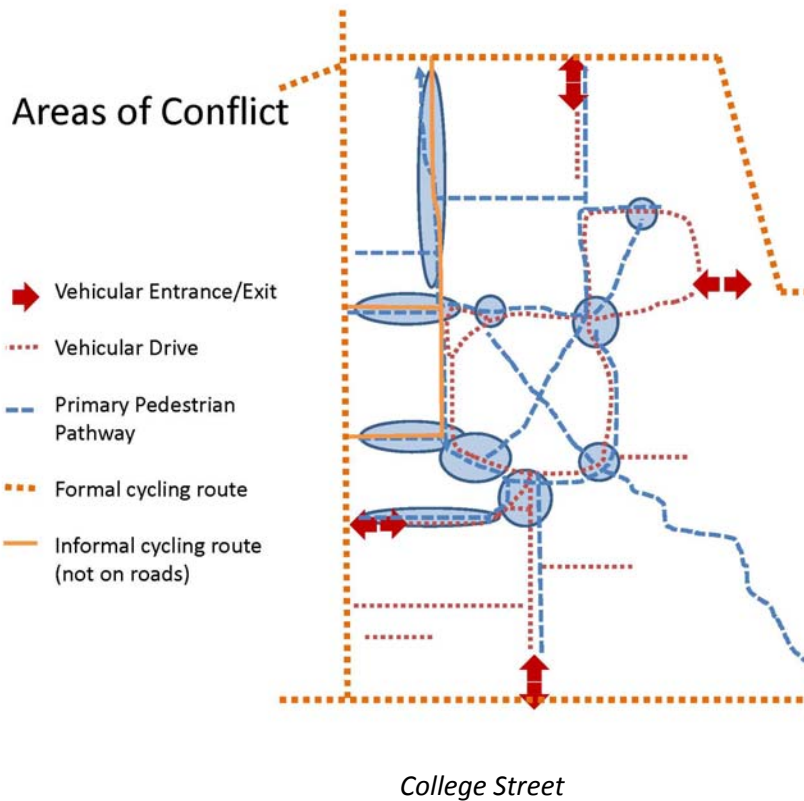 Areas of Conflict
Vehicular Entrance/Exit
Vehicular Drive
Primary Pedestrian
Pathway
Formal cycling route
Informal cycling route
(not on roads)
College Street